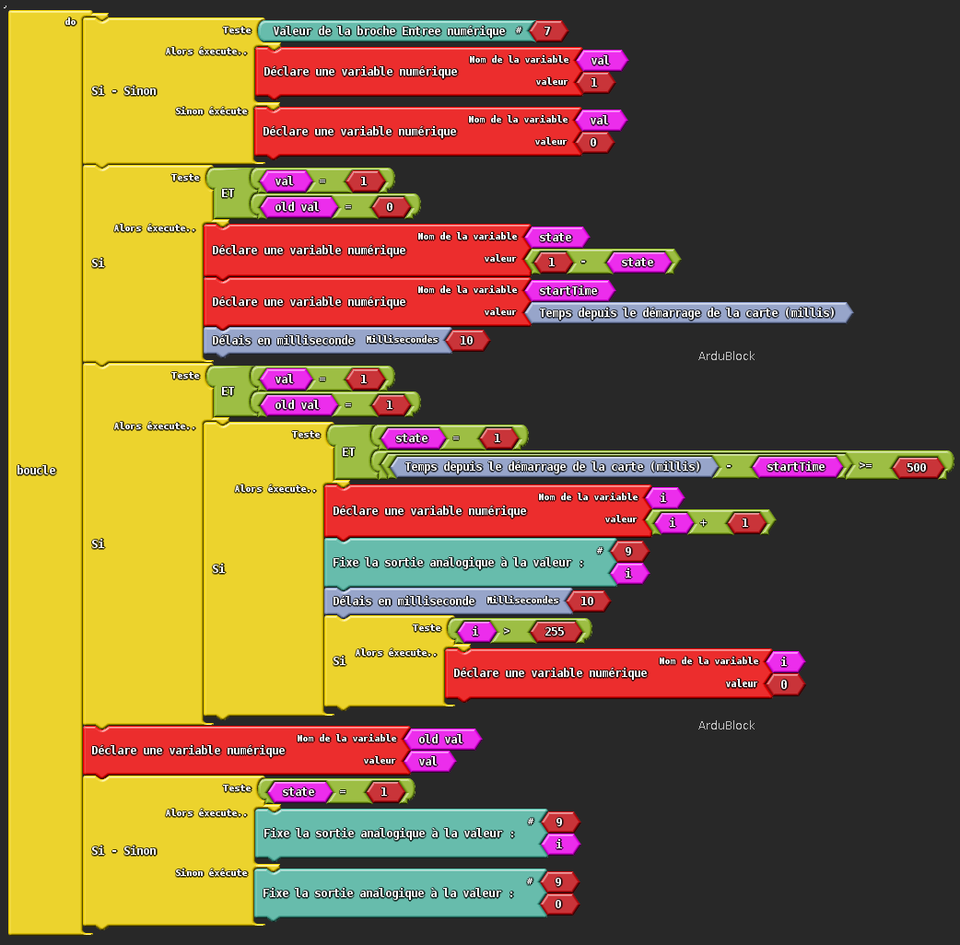 do
Teste Valeur de la broche Entree numérique # 7
Alors éxecute.. Nom de la variable val
Déclare une variable numérique
valeur 1
Si - Sinon
Sinon éxécute Nom de la variable val
Déclare une variable numérique
valeur 0
Teste val = 1
ET
old val = 0
Alors éxecute.. Nom de la variable state
Déclare une variable numérique
valeur 1 - state
Si
Nom de la variable startTime
Déclare une variable numérique
valeur Temps depuis le démarrage de la carte (millis)
Délais en milliseconde Millisecondes 10
ArduBlock
Teste val = 1
ET
old val = 1
Alors éxecute.. Teste state = 1
ET
boucle
Temps depuis le démarrage de la carte (millis) - startTime >= 500
Alors éxecute.. Nom de la variable i
Déclare une variable numérique
valeur i + 1
Si
Si
Fixe la sortie analogique à la valeur : # 9
i
Délais en milliseconde Millisecondes 10
Teste i > 255
Si
Alors éxecute.. Nom de la variable i
Déclare une variable numérique
valeur 0
ArduBlock
Nom de la variable old val
Déclare une variable numérique
valeur val
Teste state = 1
Alors éxecute.. # 9
Fixe la sortie analogique à la valeur :
i
Si - Sinon
Sinon éxécute # 9
Fixe la sortie analogique à la valeur :
0